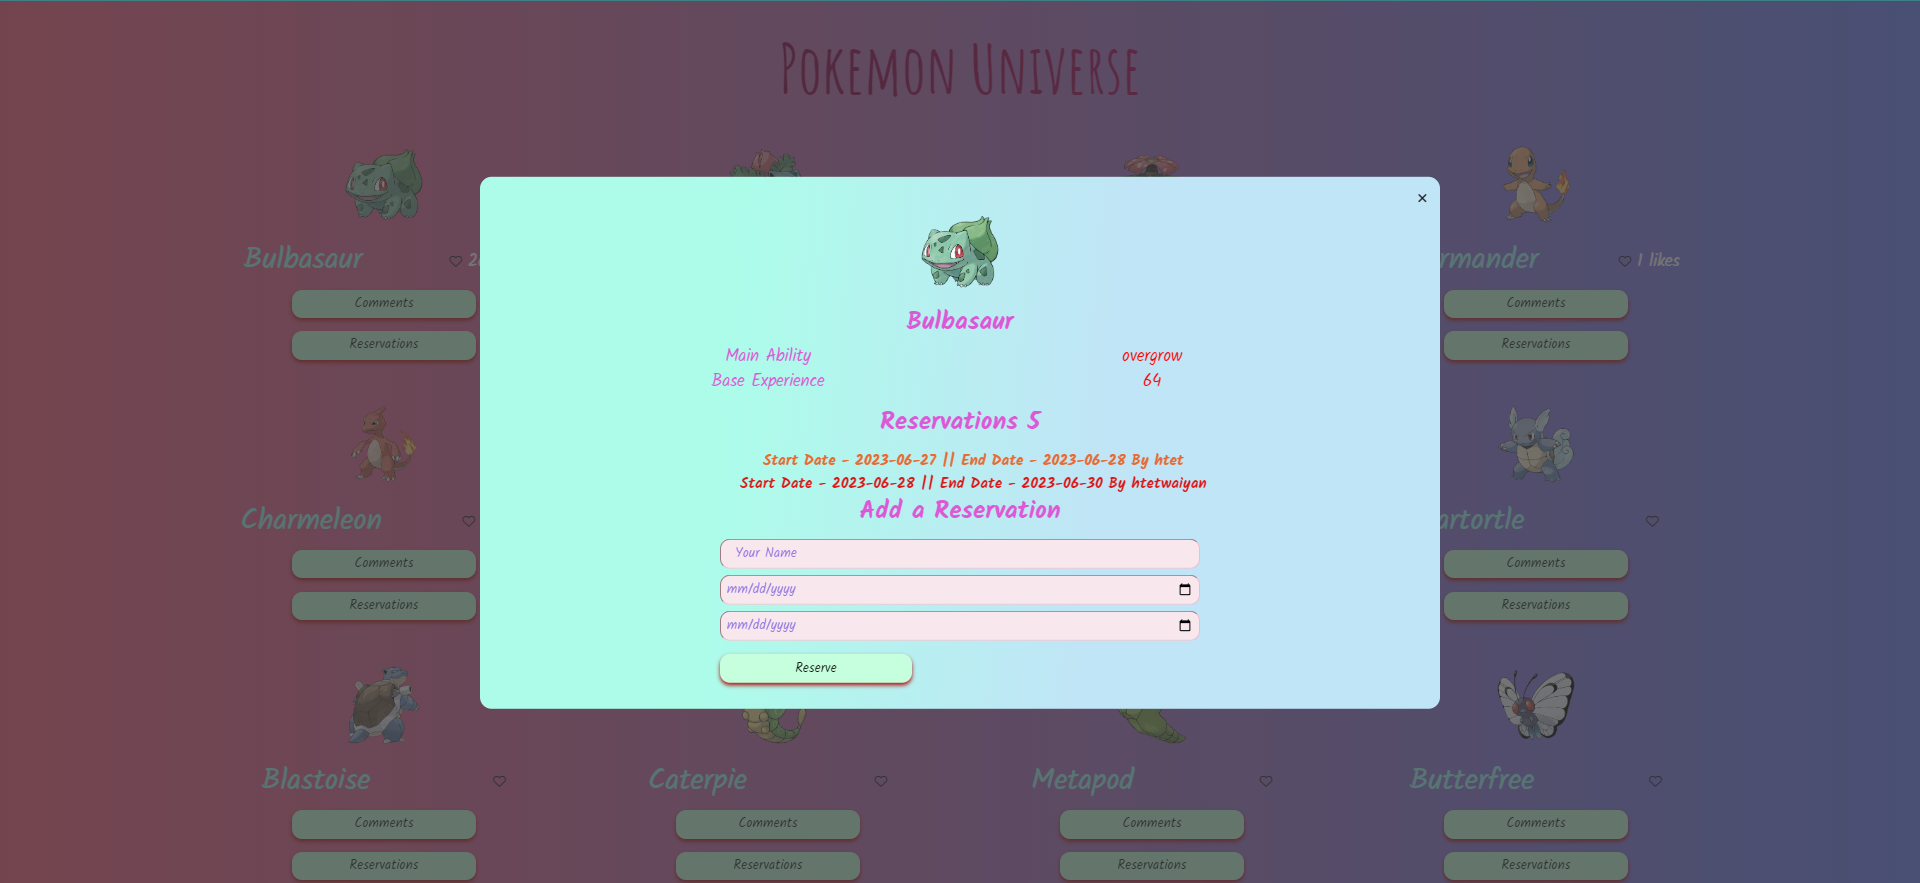 Pokemon Universe
Bulbasaur
1 likes
Comments
Comments
Reservations
Reservations
Bulbasaur
Main Ability overgrow
Base Experience 64
Reservations 5
Start Date - 2023-06-27 || End Date - 2023-06-28 By htet
Start Date - 2023-06-28 || End Date - 2023-06-30 By htetwaiyan
Add a Reservation
Your Name
mm/dd/yyyy
mm/dd/yyyy
Reserve
Charmeleon
Comments
Comments
Reservations
Reservations
Blastoise Caterpie Metapod Butterfree
Comments Comments Comments Comments
Reservations Reservations Reservations Reservations